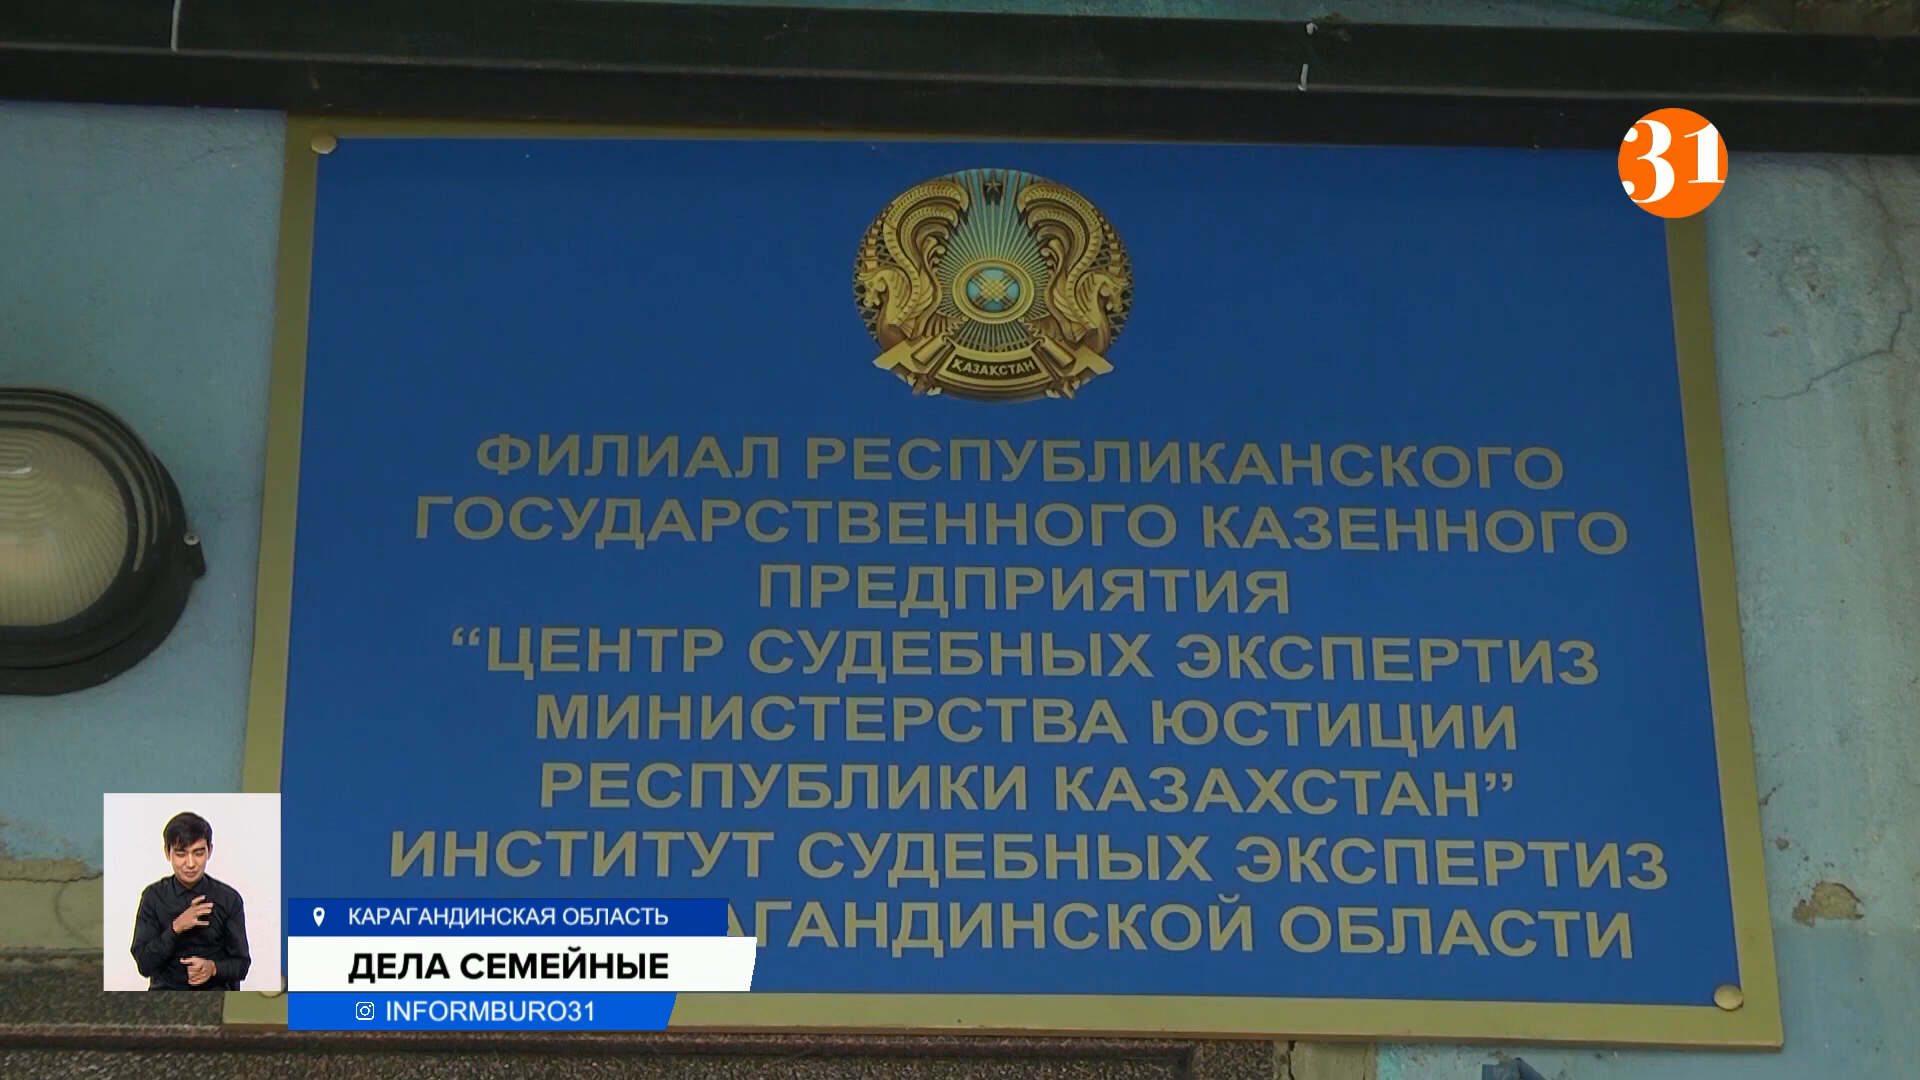 31
ҚАЗАҚСТАН
ФИЛИАЛ РЕСПУБЛИКАНСКОГО
ГОСУДАРСТВЕННОГО КАЗЕННОГО
ПРЕДПРИЯТИЯ
“ЦЕНТР СУДЕБНЫХ ЭКСПЕРТИЗ
МИНИСТЕРСТВА ЮСТИЦИИ
РЕСПУБЛИКИ КАЗАХСТАН”
ИНСТИТУТ СУДЕБНЫХ ЭКСПЕРТИЗ
АГАНДИНСКОЙ ОБЛАСТИ
КАРАГАНДИНСКАЯ ОБЛАСТЬ
ДЕЛА СЕМЕЙНЫЕ
INFORMBURO31